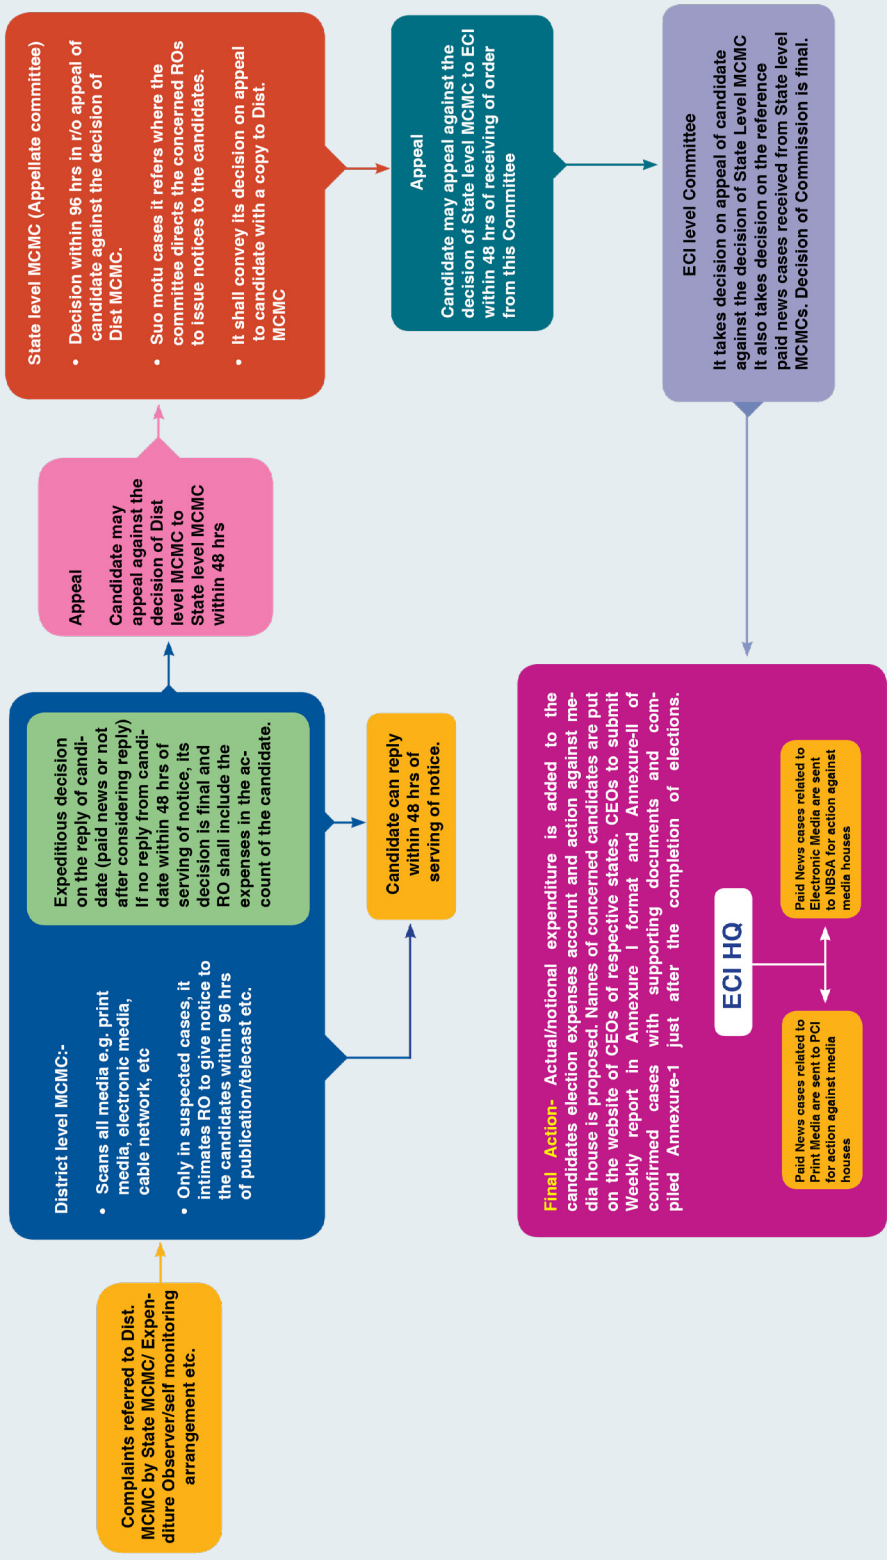 Complaints referred to Dist.
MCMC by State MCMC/ Expen-
diture Observer/self monitoring
arrangement etc.
District level MCMC:-
• Scans all media e.g. print
media, electronic media,
cable network, etc
• Only in suspected cases, it
intimates RO to give notice to
the candidates within 96 hrs
of publication/telecast etc.
Expeditious decision
on the reply of candi-
date (paid news or not
after considering reply)
If no reply from candi-
date within 48 hrs of
serving of notice, its
decision is final and
RO shall include the
expenses in the ac-
count of the candidate.
Candidate can reply
within 48 hrs of
serving of notice.
Appeal
Candidate may
appeal against the
decision of Dist
level MCMC to
State level MCMC
within 48 hrs
State level MCMC (Appellate committee)
• Decision within 96 hrs in r/o appeal of
candidate against the decision of
Dist MCMC.
• Suo motu cases it refers where the
committee directs the concerned ROs
to issue notices to the candidates.
• It shall convey its decision on appeal
to candidate with a copy to Dist.
MCMC
Appeal
Candidate may appeal against the
decision of State level MCMC to ECI
within 48 hrs of receiving of order
from this Committee
ECI level Committee
It takes decision on appeal of candidate
against the decision of State Level MCMC
It also takes decision on the reference
paid news cases received from State level
MCMCs. Decision of Commission is final.
Final Action- Actual/notional expenditure is added to the
candidates election expenses account and action against me-
dia house is proposed. Names of concerned candidates are put
on the website of CEOs of respective states. CEOs to submit
Weekly report in Annexure I format and Annexure-II of
confirmed cases with supporting documents and com-
piled Annexure-1 just after the completion of elections.
ECI HQ
Paid News cases related to
Print Media are sent to PCI
for action against media
houses
Paid News cases related to
Electronic Media are sent
to NBSA for action against
media houses